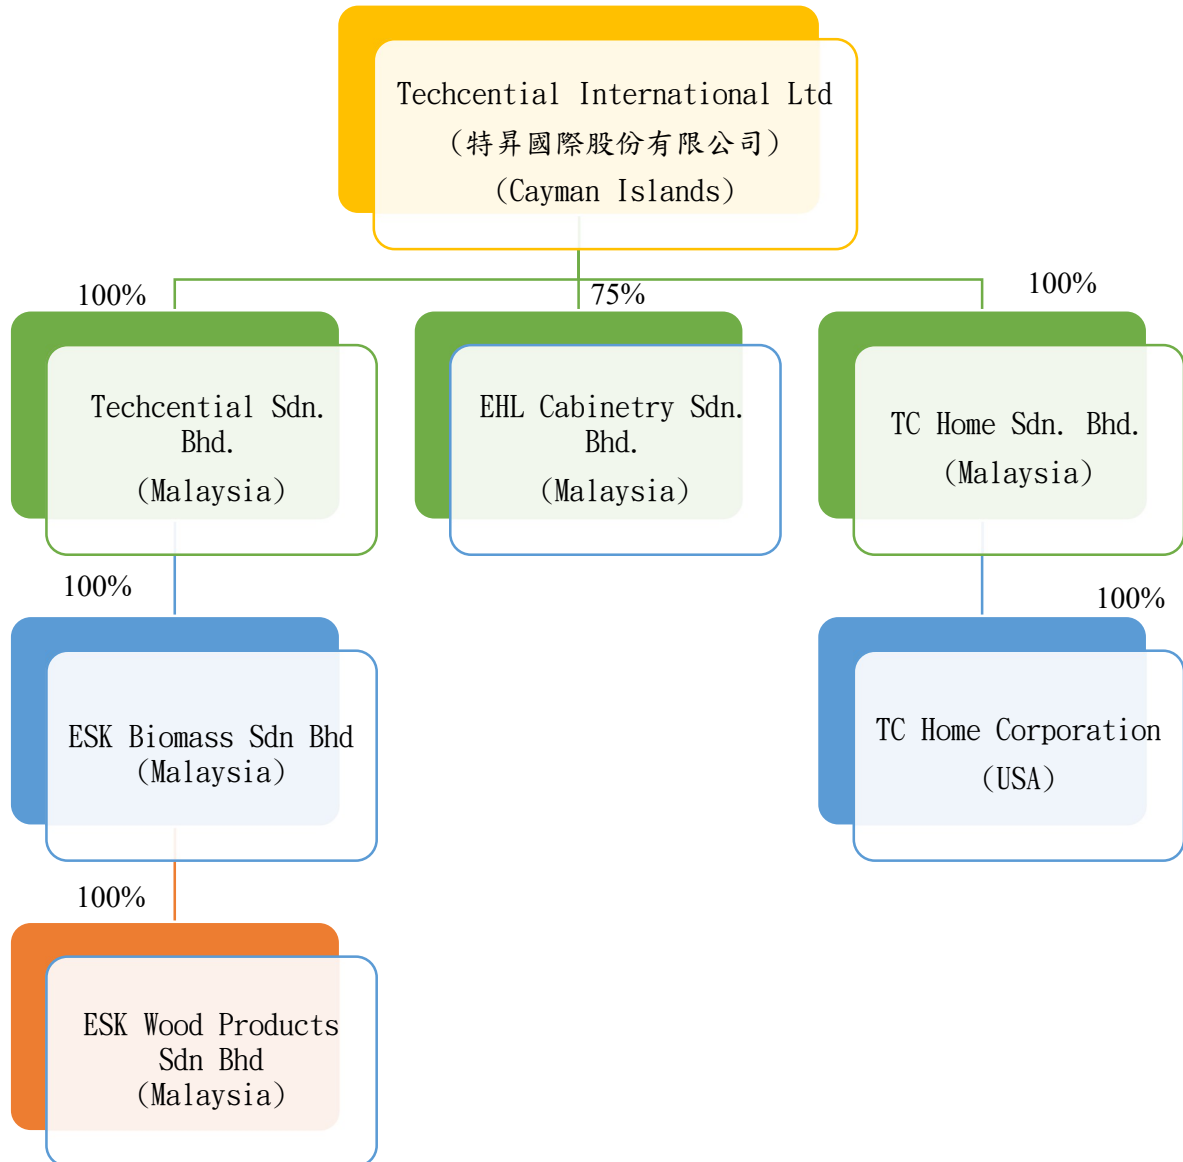 Techcential International Ltd
(特昇國際股份有限公司)
(Cayman Islands)
100%
75%
100%
Techcential Sdn.
Bhd.
(Malaysia)
EHL Cabinetry Sdn.
Bhd.
(Malaysia)
TC Home Sdn. Bhd.
(Malaysia)
100%
100%
ESK Biomass Sdn Bhd
(Malaysia)
TC Home Corporation
(USA)
100%
ESK Wood Products
Sdn Bhd
(Malaysia)